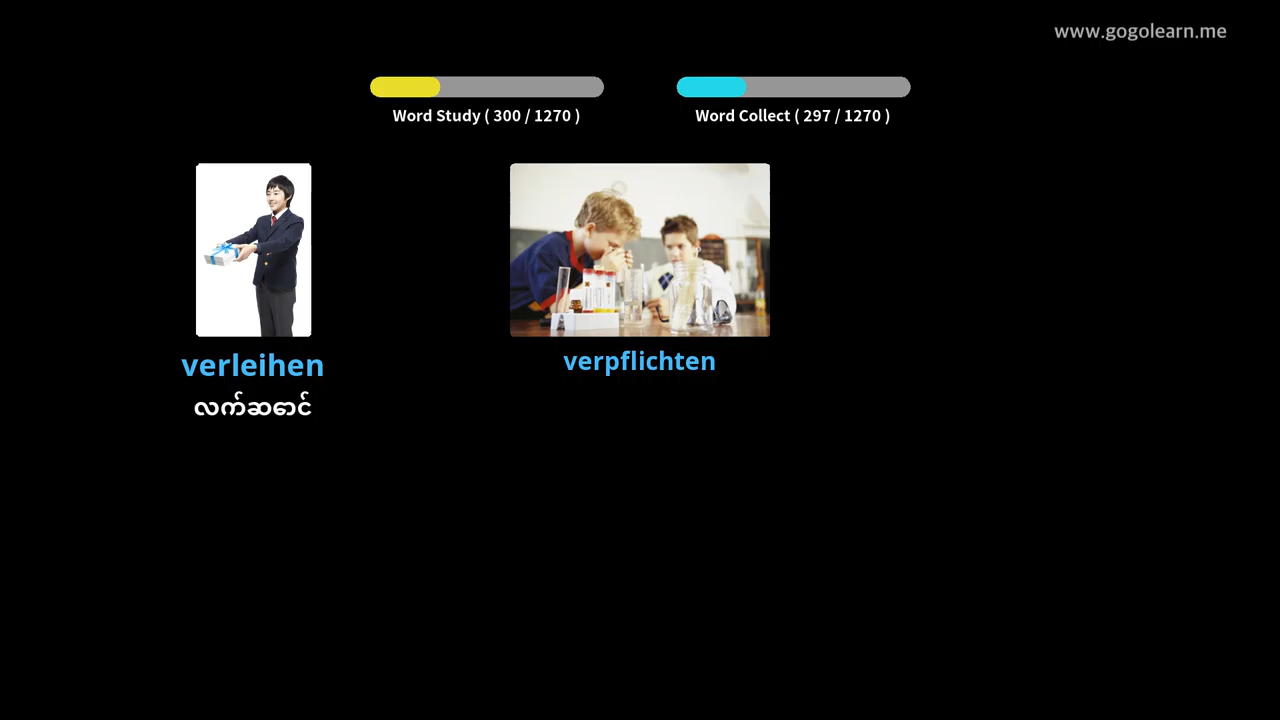 www.gogolearn.me
Word Study ( 300 / 1270 )
Word Collect ( 297 / 1270 )
verleihen
လက်ဆောင်
verpflichten